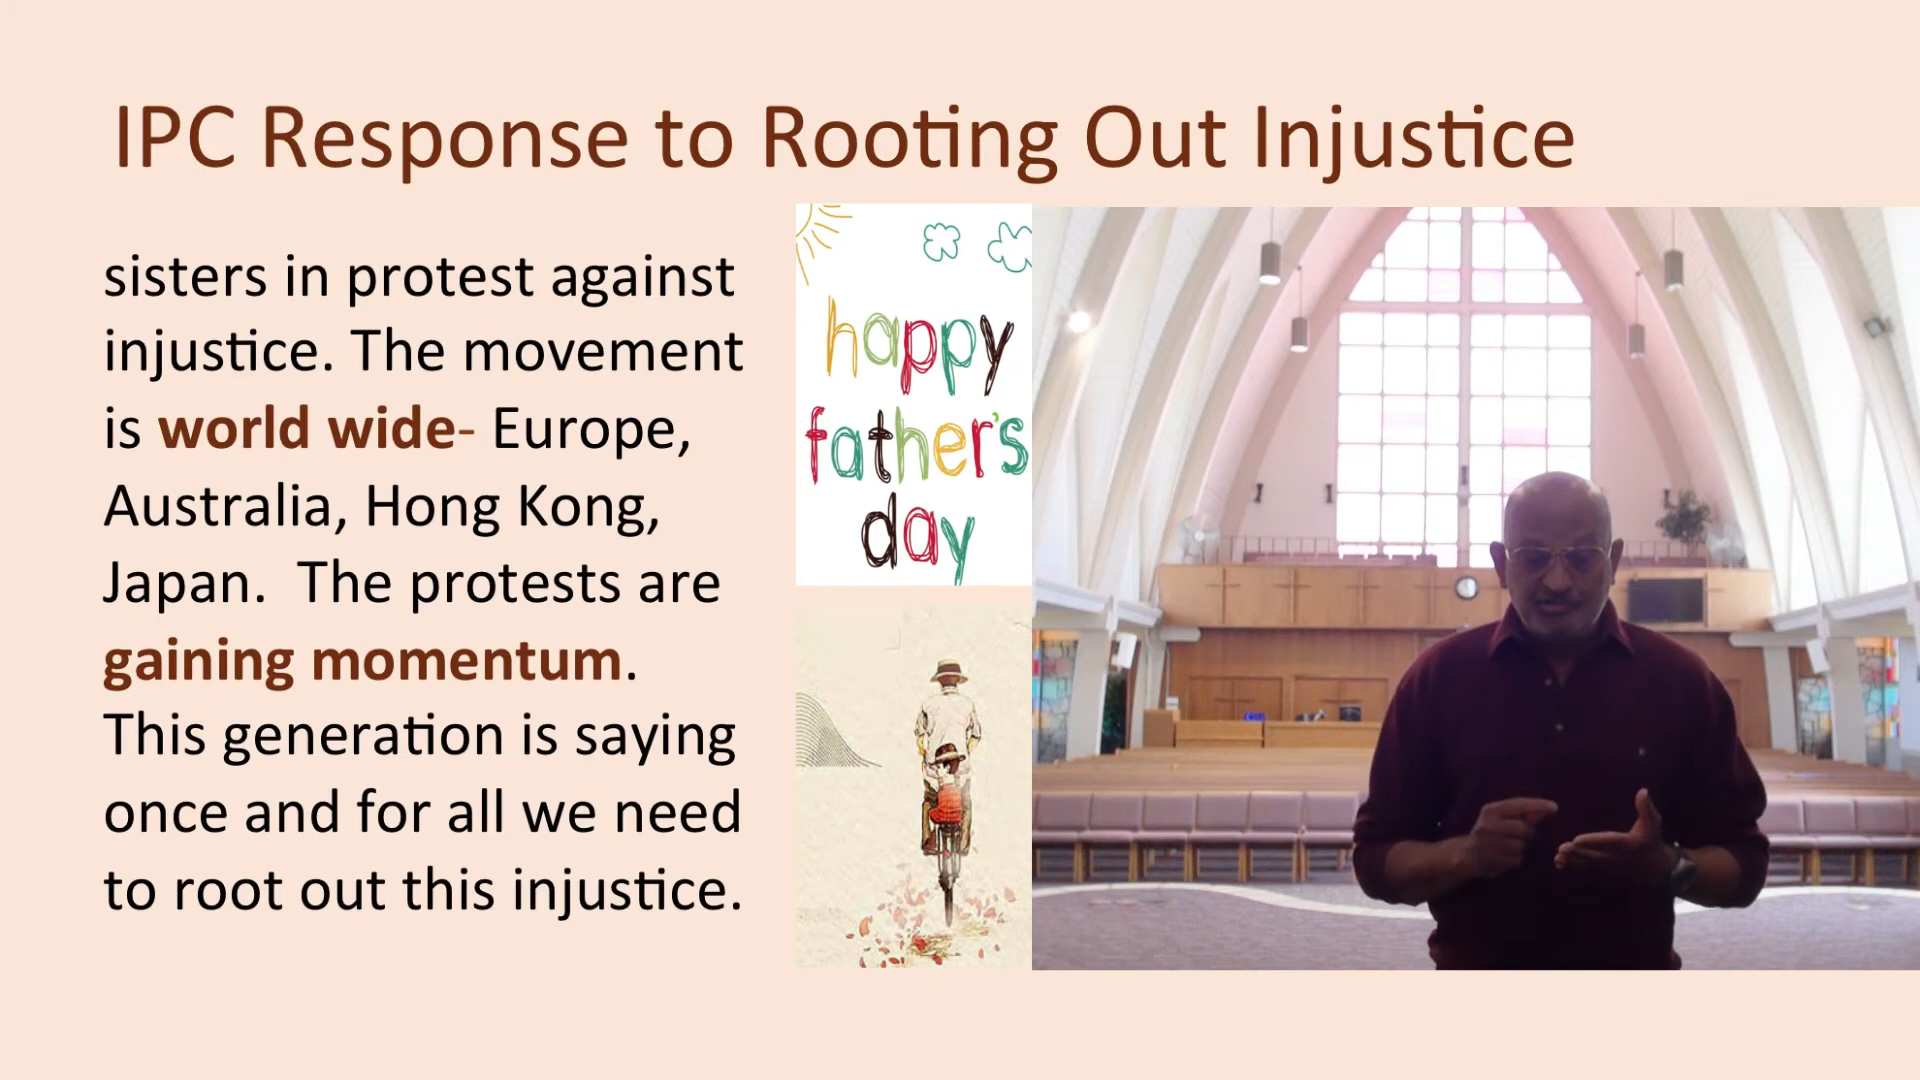 IPC Response to Rooting Out Injustice
sisters in protest against
injustice. The movement
is world wide- Europe,
Australia, Hong Kong,
Japan.  The protests are
gaining momentum.
This generation is saying
once and for all we need
to root out this injustice.
happy
father's
day